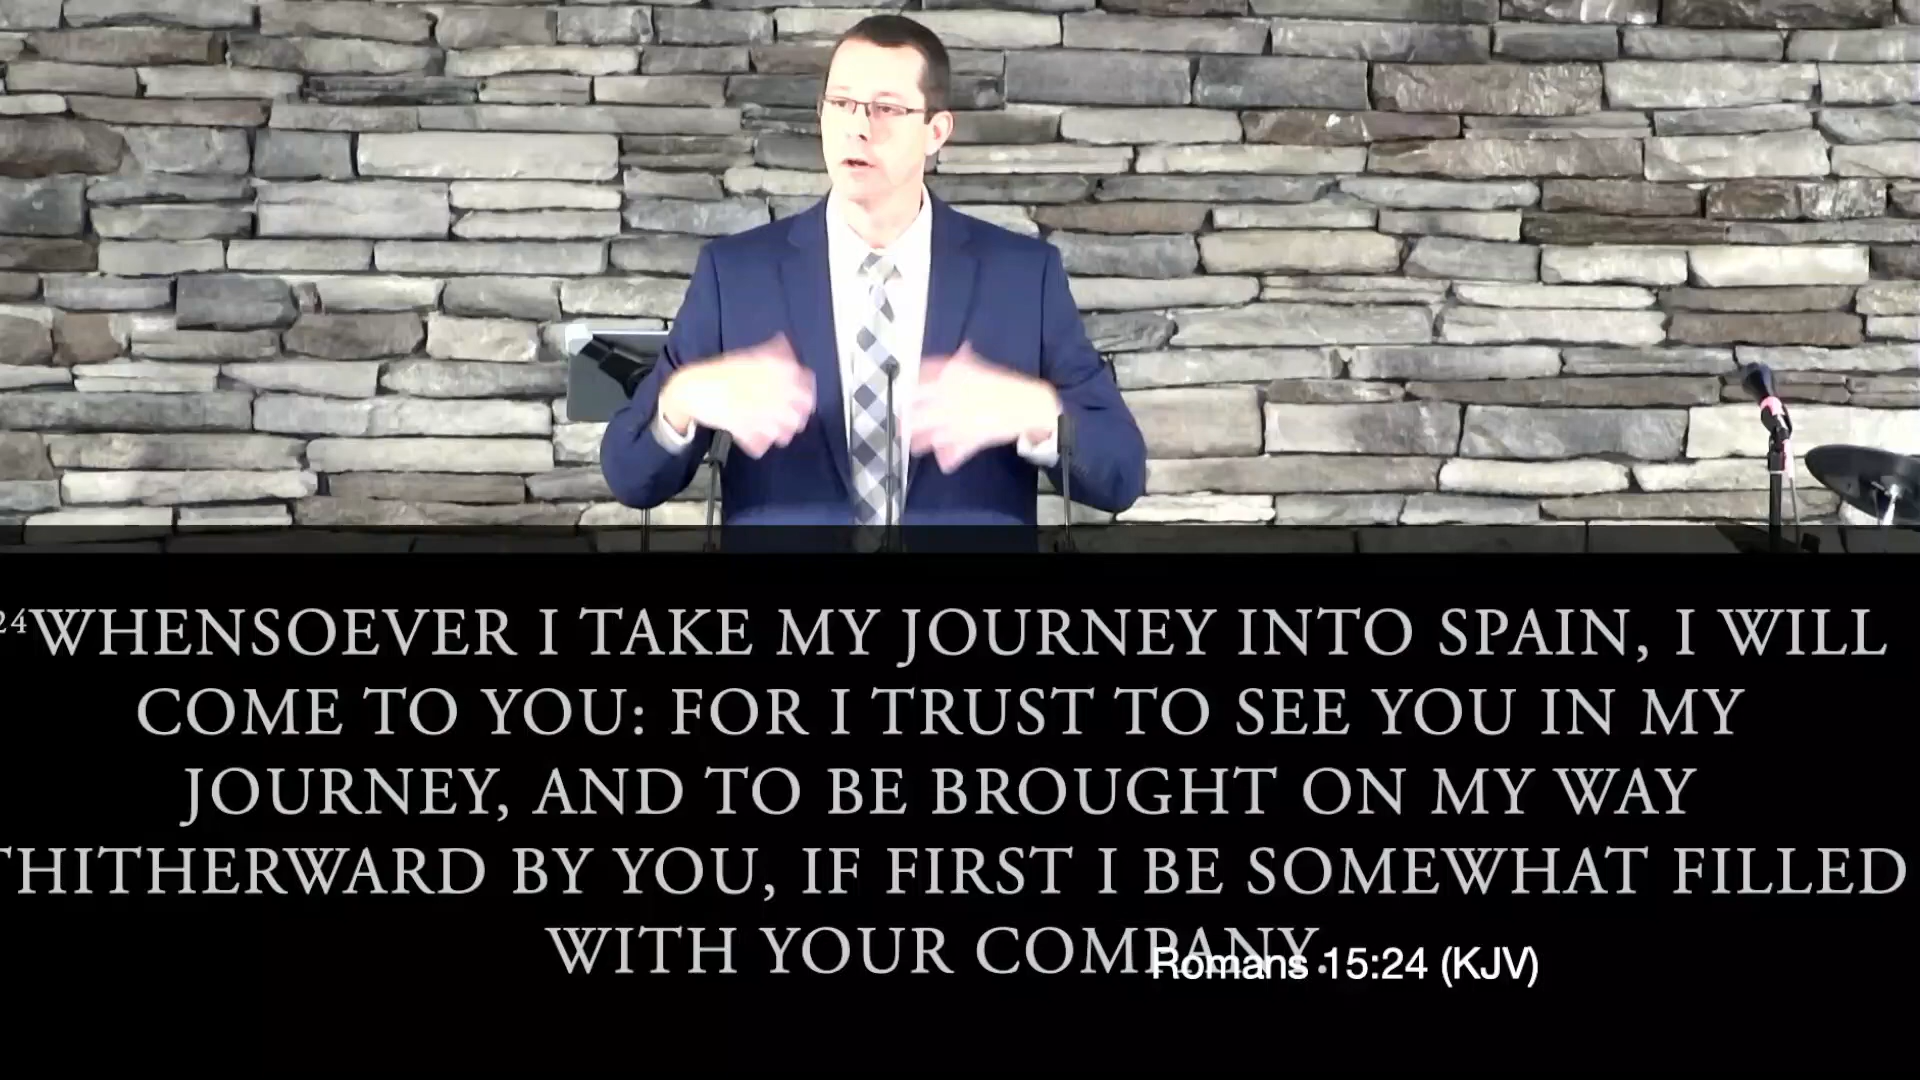 24WHENSOEVER I TAKE MY JOURNEY INTO SPAIN, I WILL
COME TO YOU: FOR I TRUST TO SEE YOU IN MY
JOURNEY, AND TO BE BROUGHT ON MY WAY
THITHERWARD BY YOU, IF FIRST I BE SOMEWHAT FILLED
WITH YOUR COMPANY.
Romans 15:24 (KJV)